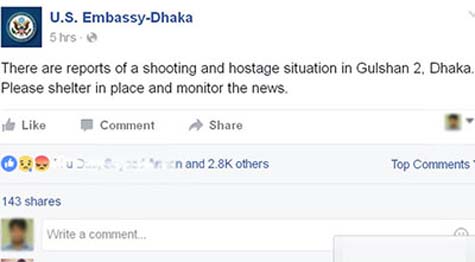 U.S. Embassy-Dhaka
5 hrs ·
There are reports of a shooting and hostage situation in Gulshan 2, Dhaka.
Please shelter in place and monitor the news.
Like Comment Share
and 2.8K others Top Comments
143 shares
Write a comment...